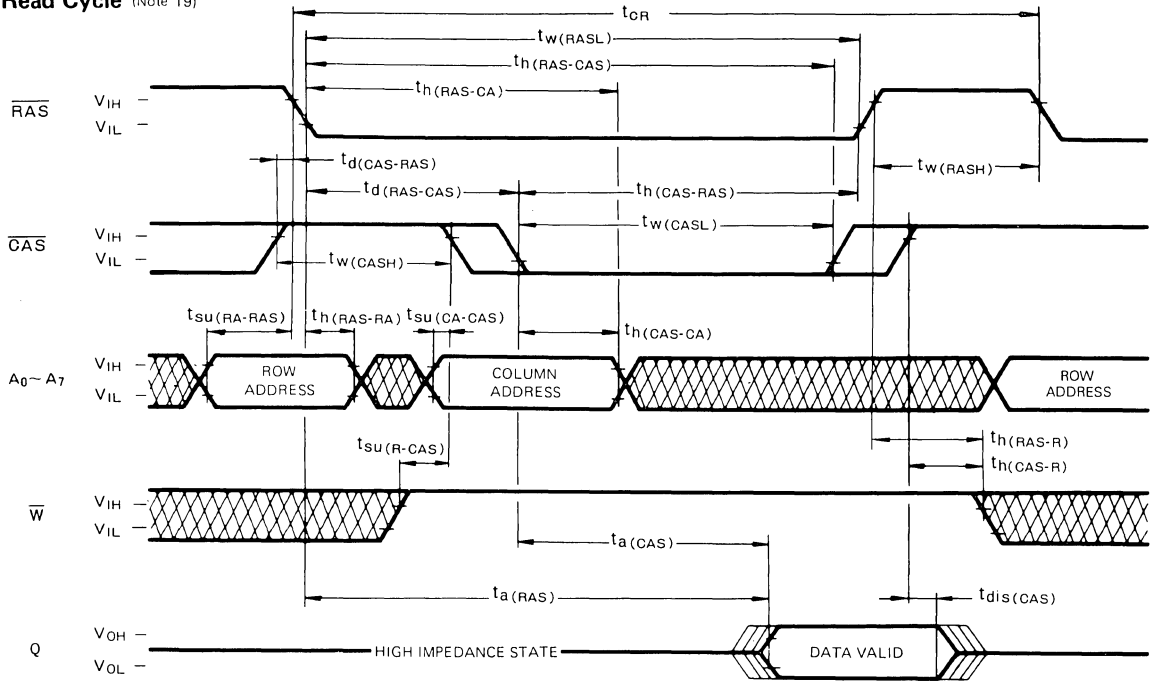 Read Cycle (Note 19)
tCR
tw(RASL)
th(RAS-CAS)
th(RAS-CA)
RAS
VIH
VIL
td(CAS-RAS)
tw(RASH)
td(RAS-CAS)
th(CAS-RAS)
CAS
VIH
VIL
tw(CASL)
tw(CASH)
tsu(RA-RAS)
th(RAS-RA)
tsu(CA-CAS)
th(CAS-CA)
A0~A7
VIH
VIL
ROW
ADDRESS
COLUMN
ADDRESS
ROW
ADDRESS
tsu(R-CAS)
th(RAS-R)
th(CAS-R)
W
VIH
VIL
ta(CAS)
ta(RAS)
tdis(CAS)
Q
VOH
VOL
HIGH IMPEDANCE STATE
DATA VALID